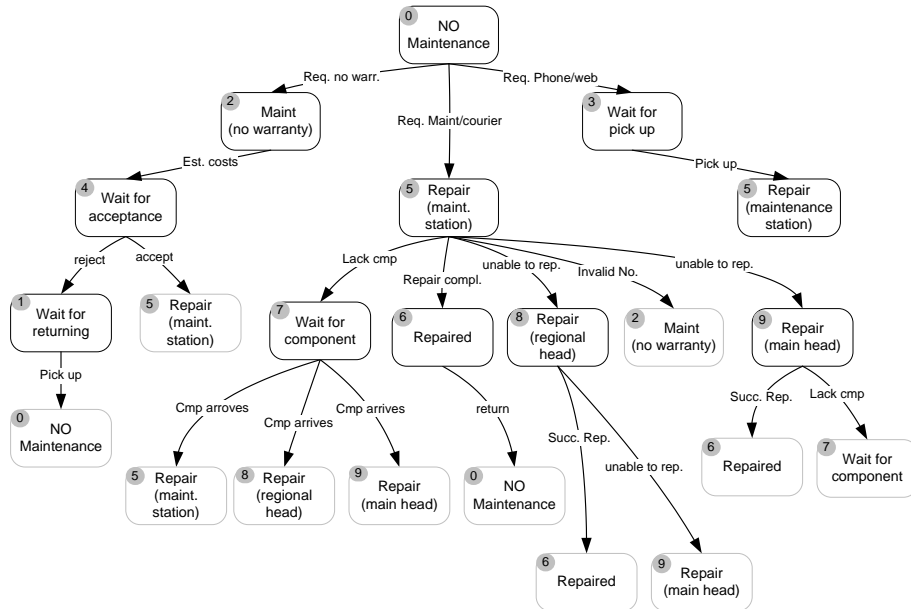 0
NO
Maintenance
Req. no warr.
Req. Phone/web
Req. Maint/courier
2
Maint
(no warranty)
3
Wait for
pick up
Est. costs
Pick up
4
Wait for
acceptance
5
Repair
(maint.
station)
5
Repair
(maintenance
station)
reject
accept
Lack cmp
Repair compl.
unable to rep.
Invalid No.
unable to rep.
1
Wait for
returning
5
Repair
(maint.
station)
7
Wait for
component
6
Repaired
8
Repair
(regional
head)
2
Maint
(no warranty)
9
Repair
(main head)
Pick up
Cmp arroves
Cmp arrives
Cmp arrives
return
Succ. Rep.
unable to rep.
Succ. Rep.
Lack cmp
0
NO
Maintenance
5
Repair
(maint.
station)
8
Repair
(regional
head)
9
Repair
(main head)
0
NO
Maintenance
6
Repaired
7
Wait for
component
6
Repaired
9
Repair
(main head)